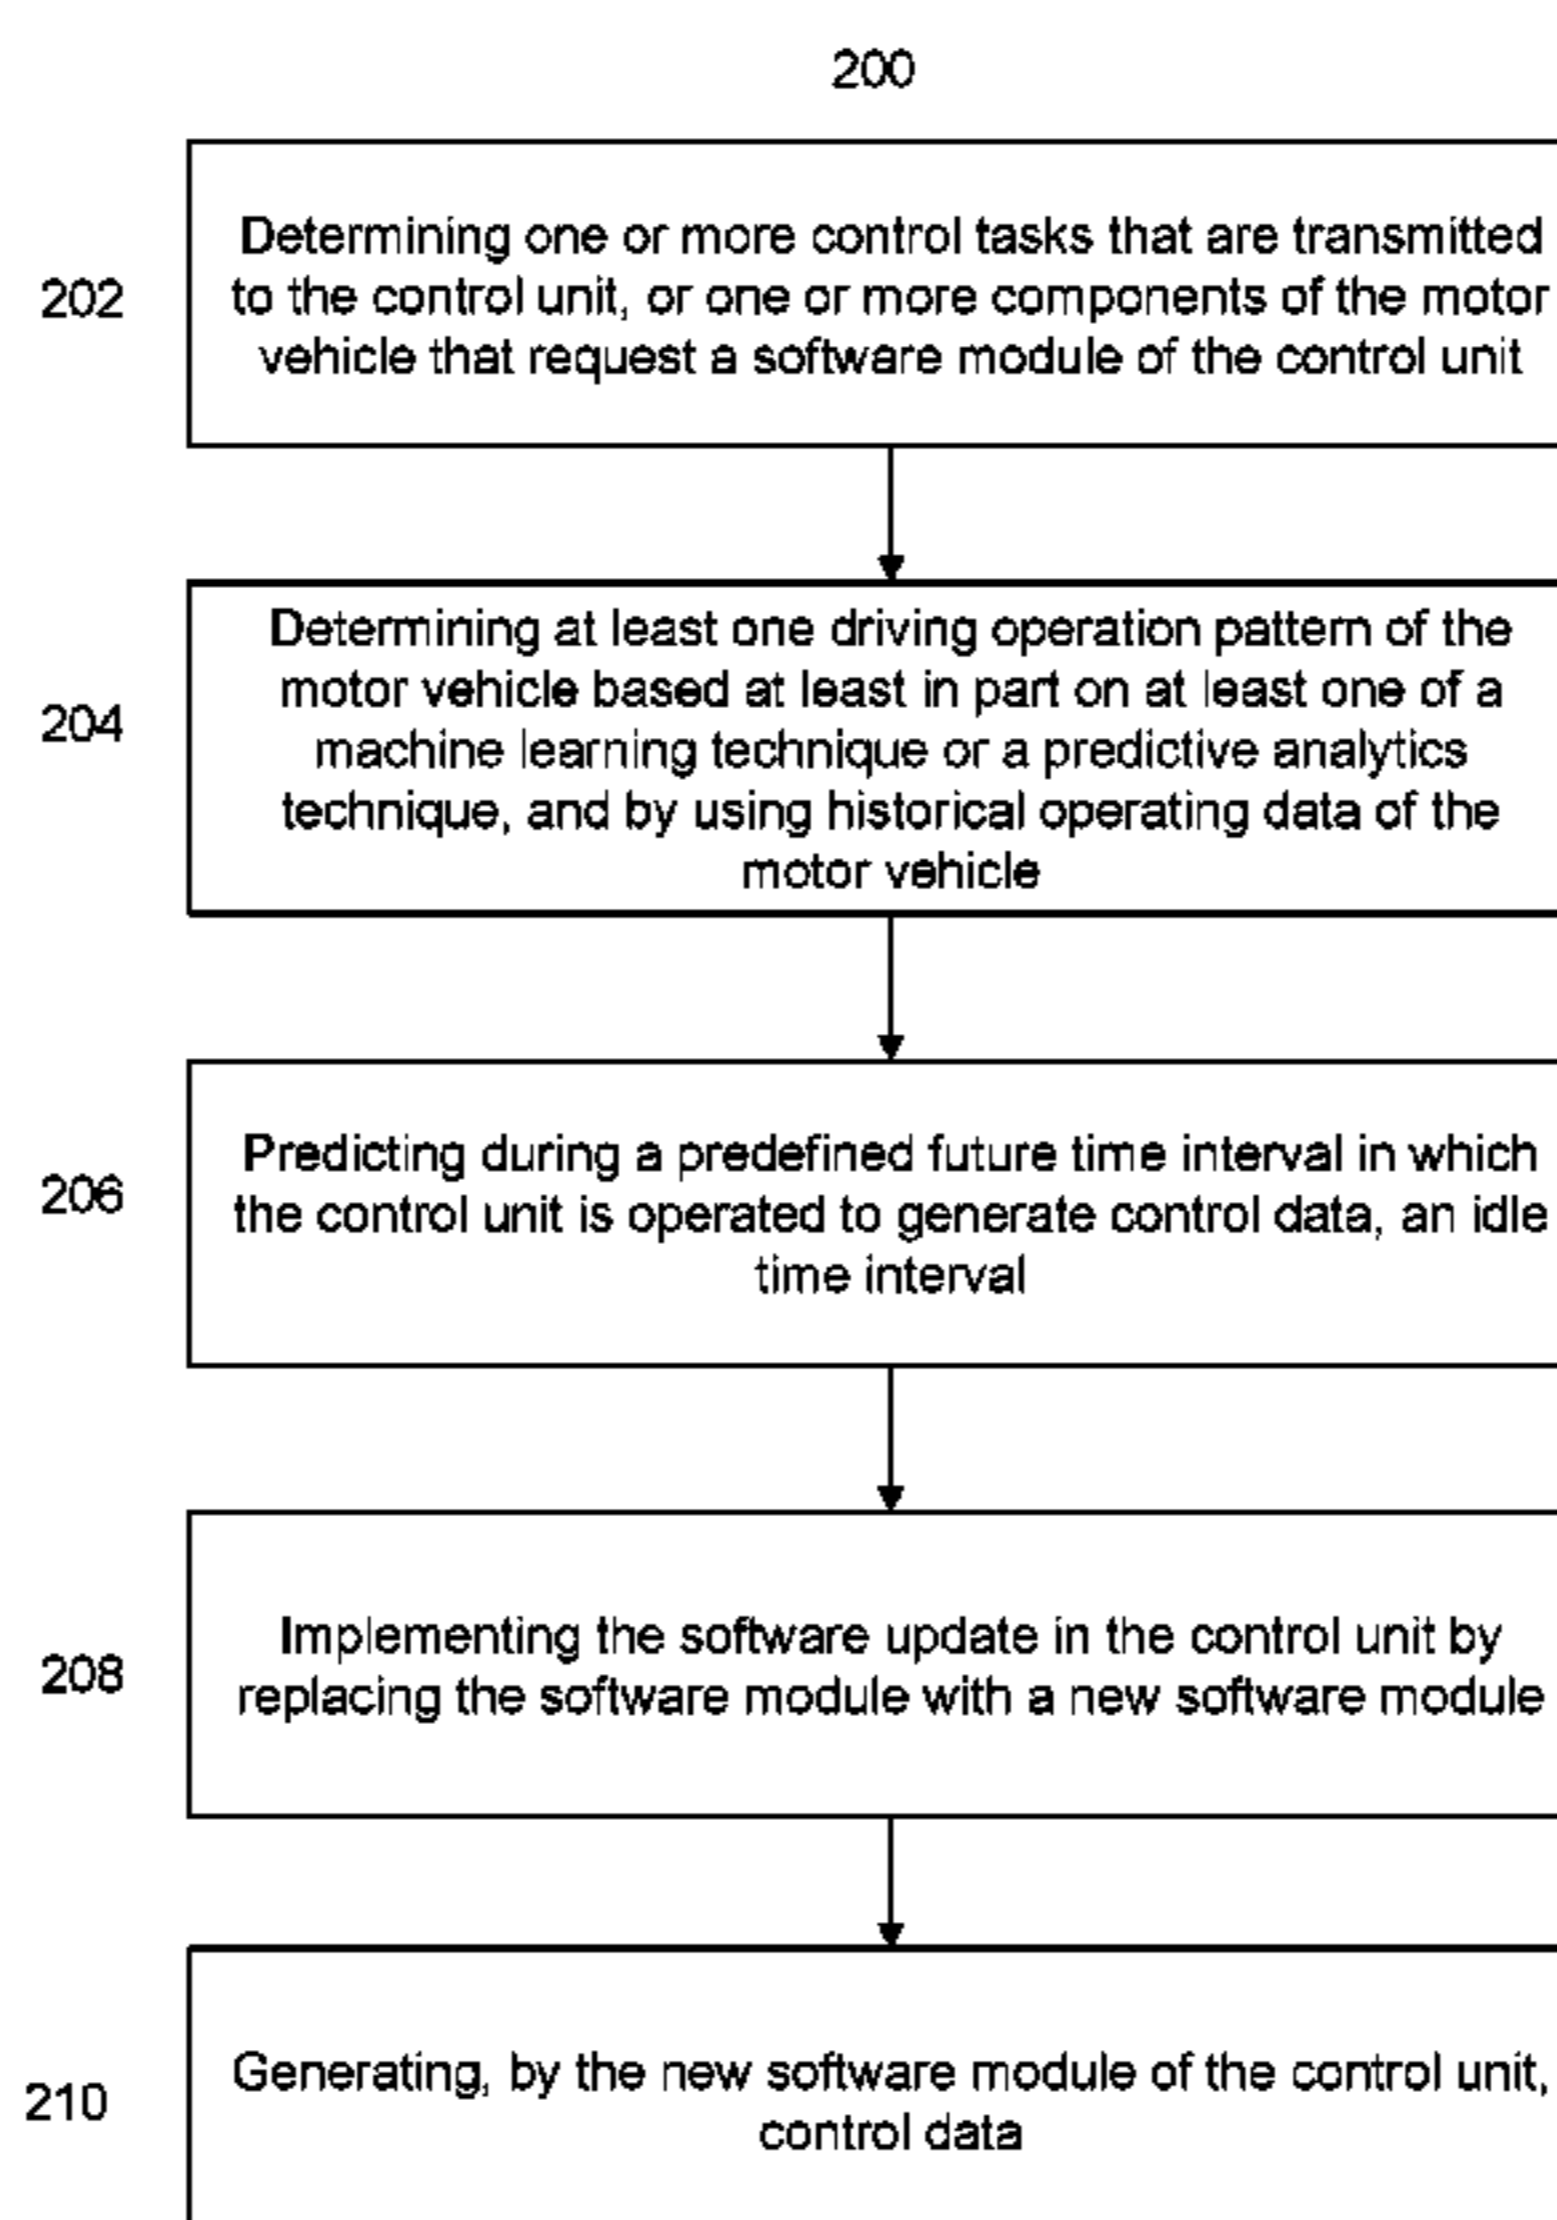 200
202
Determining one or more control tasks that are transmitted
to the control unit, or one or more components of the motor
vehicle that request a software module of the control unit
204
Determining at least one driving operation pattern of the
motor vehicle based at least in part on at least one of a
machine learning technique or a predictive analytics
technique, and by using historical operating data of the
motor vehicle
206
Predicting during a predefined future time interval in which
the control unit is operated to generate control data, an idle
time interval
208
Implementing the software update in the control unit by
replacing the software module with a new software module
210
Generating, by the new software module of the control unit,
control data